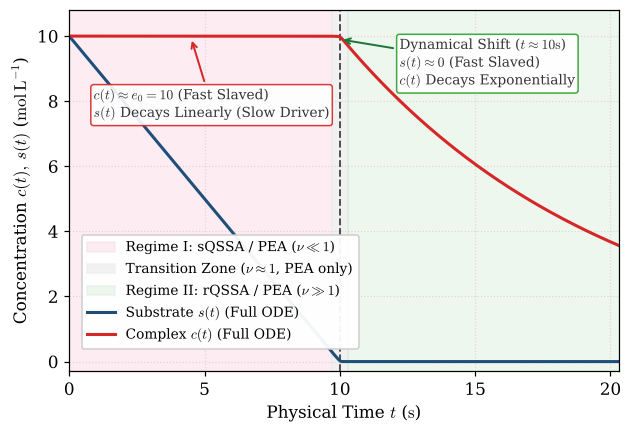 Concentration c(t), s(t) (mol L⁻¹)
10
8
6
4
2
0
c(t) ≈ e₀ = 10 (Fast Slaved)
s(t) Decays Linearly (Slow Driver)
Dynamical Shift (t ≈ 10s)
s(t) ≈ 0 (Fast Slaved)
c(t) Decays Exponentially
Regime I: sQSSA / PEA (ν ≪ 1)
Transition Zone (ν ≈ 1, PEA only)
Regime II: rQSSA / PEA (ν ≫ 1)
Substrate s(t) (Full ODE)
Complex c(t) (Full ODE)
0 5 10 15 20
Physical Time t (s)